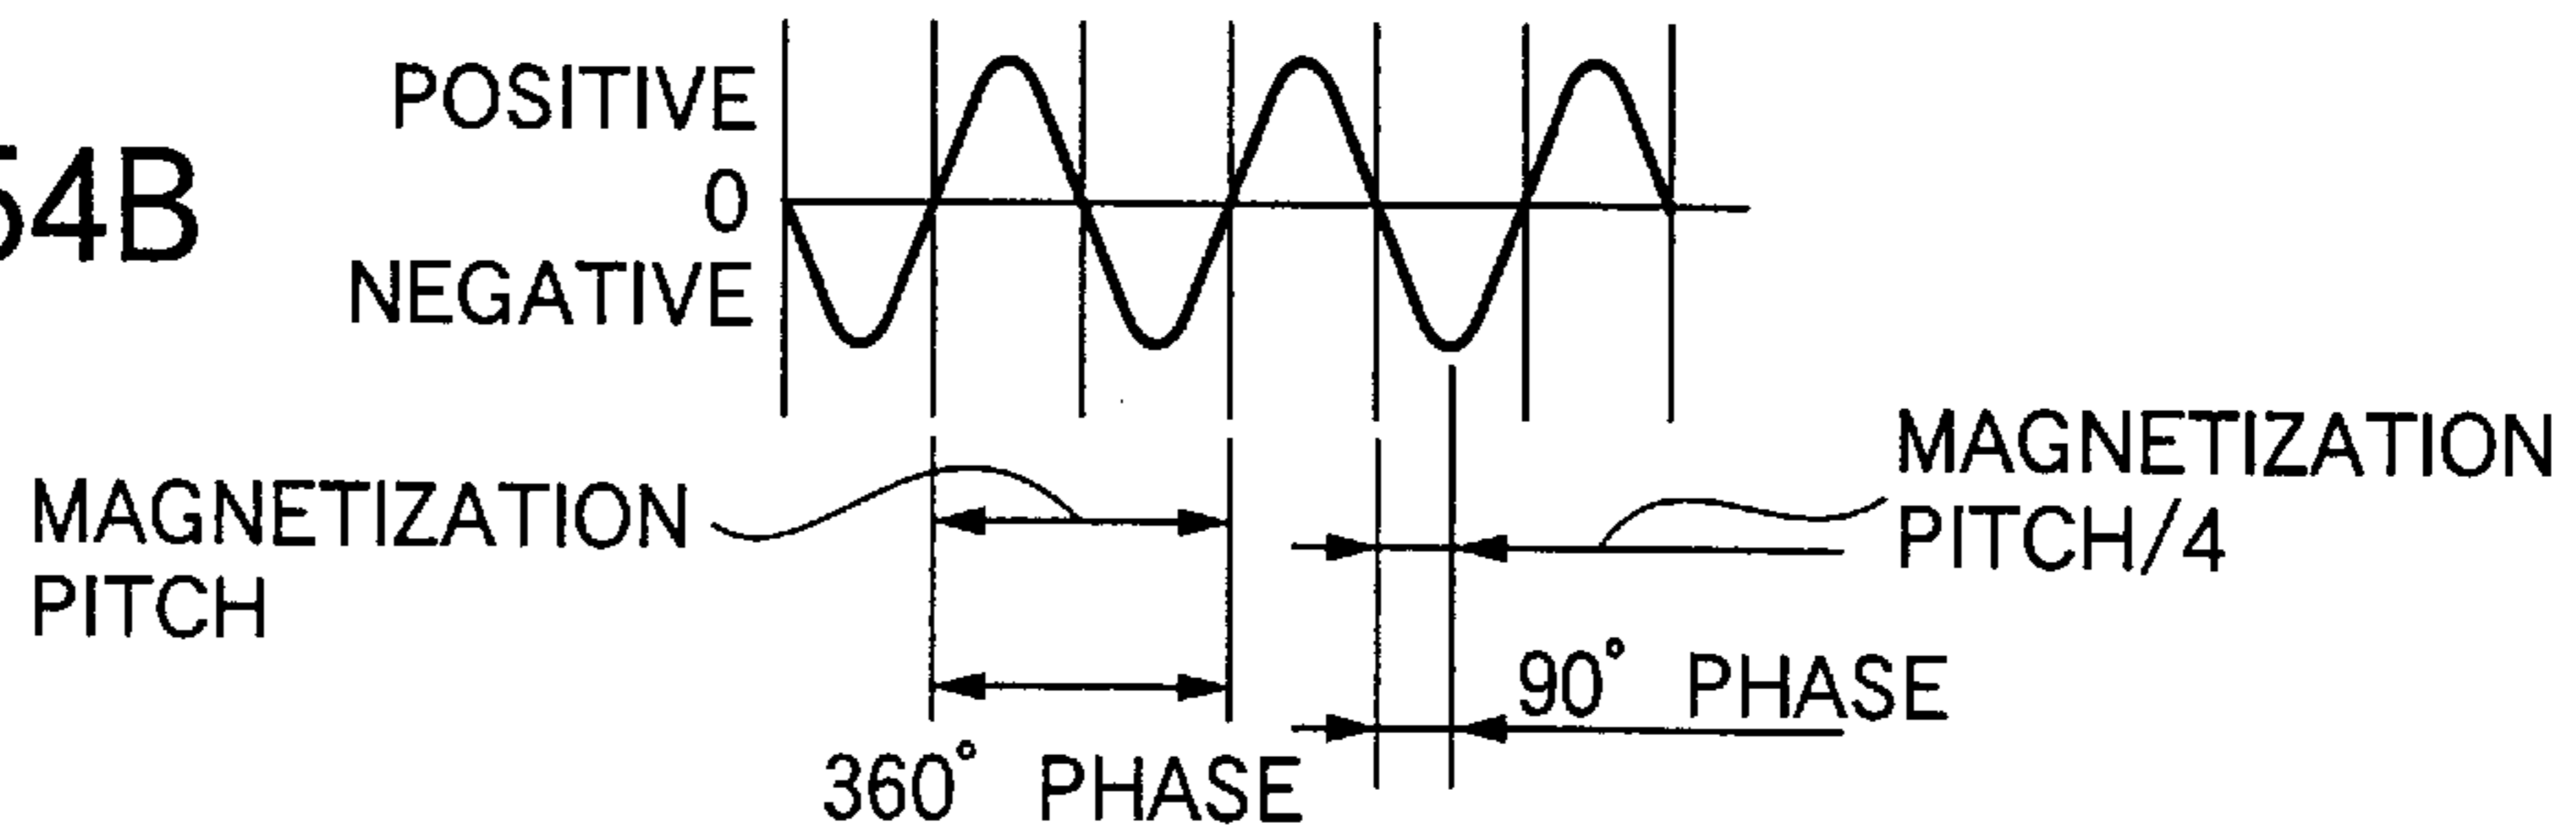 54B
POSITIVE
0
NEGATIVE
MAGNETIZATION
PITCH
MAGNETIZATION
PITCH/4
90° PHASE
360° PHASE